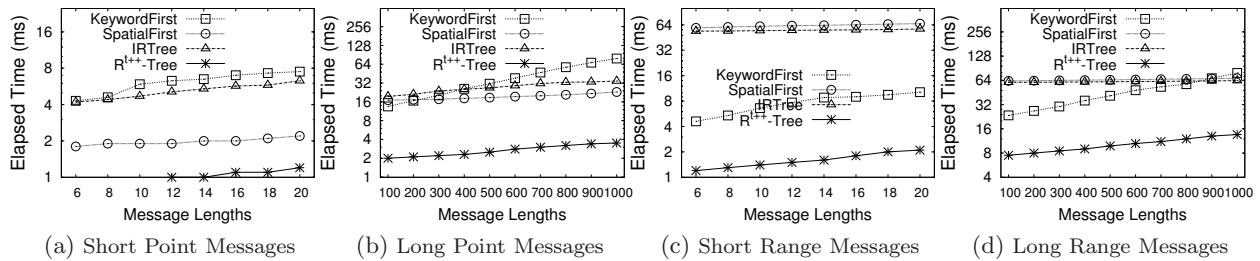 Elapsed Time (ms)
16
4
2
1
KeywordFirst
SpatialFirst
IRTree
R^t++-Tree
6 8 10 12 14 16 18 20
Message Lengths
(a) Short Point Messages
Elapsed Time (ms)
256
128
64
32
16
8
4
2
1
KeywordFirst
SpatialFirst
IRTree
R^t++-Tree
100 200 300 400 500 600 700 800 900 1000
Message Lengths
(b) Long Point Messages
Elapsed Time (ms)
64
32
16
8
4
2
1
KeywordFirst
SpatialFirst
IRTree
R^t++-Tree
6 8 10 12 14 16 18 20
Message Lengths
(c) Short Range Messages
Elapsed Time (ms)
256
128
64
32
16
8
4
KeywordFirst
SpatialFirst
IRTree
R^t++-Tree
100 200 300 400 500 600 700 800 900 1000
Message Lengths
(d) Long Range Messages